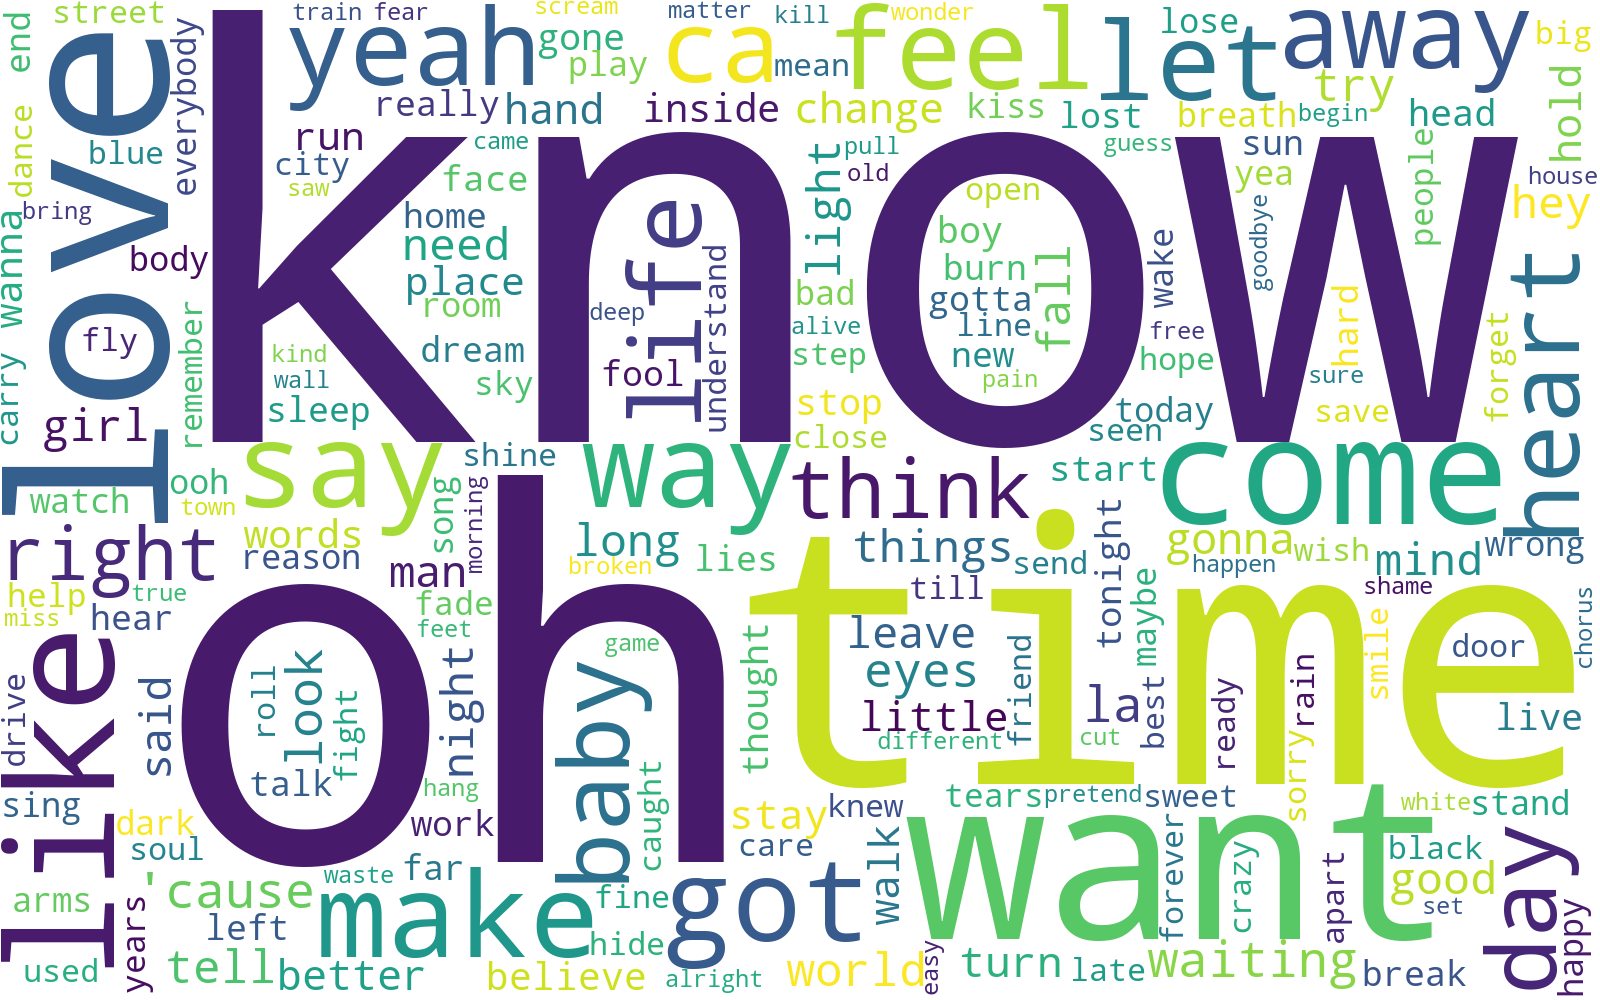 street
train
fear
scream
matter
kill
wonder
lose
away
big
end
yeah
gone
play
ca
mean
feel
let
try
everybody
love
know
really
hand
inside
change
kiss
lost
breath
begin
head
hold
dance
blue
run
city
saw
came
face
light
pull
old
guess
sun
yea
people
house
hey
bring
wanna
body
home
need
place
room
life
understand
open
boy
burn
gotta
line
new
pain
fall
wake
goodbye
heart
carry
fly
remember
kind
wall
sleep
dream
sky
deep
fool
bad
alive
step
stop
close
free
hope
today
seen
hard
sure
save
forget
girl
say
way
shine
think
start
come
watch
ooh
town
words
reason
song
morning
man
long
broken
lies
things
send
till
tonight
gonna
wish
happen
mind
wrong
right
help
miss
true
hear
oh
fade
feet
time
maybe
shame
smile
door
chorus
like
drive
said
roll
look
fight
talk
night
hang
baby
game
caught
thought
leave
eyes
little
different
friend
la
cut
best
ready
sorry
rain
live
sing
dark
soul
work
far
stay
care
knew
walk
tears
pretend
sweet
want
white
stand
black
good
set
day
arms
years
'cause
left
waste
make
fine
hide
got
forever
crazy
apart
happy
used
tell
better
believe
alright
world
easy
turn
late
waiting
break